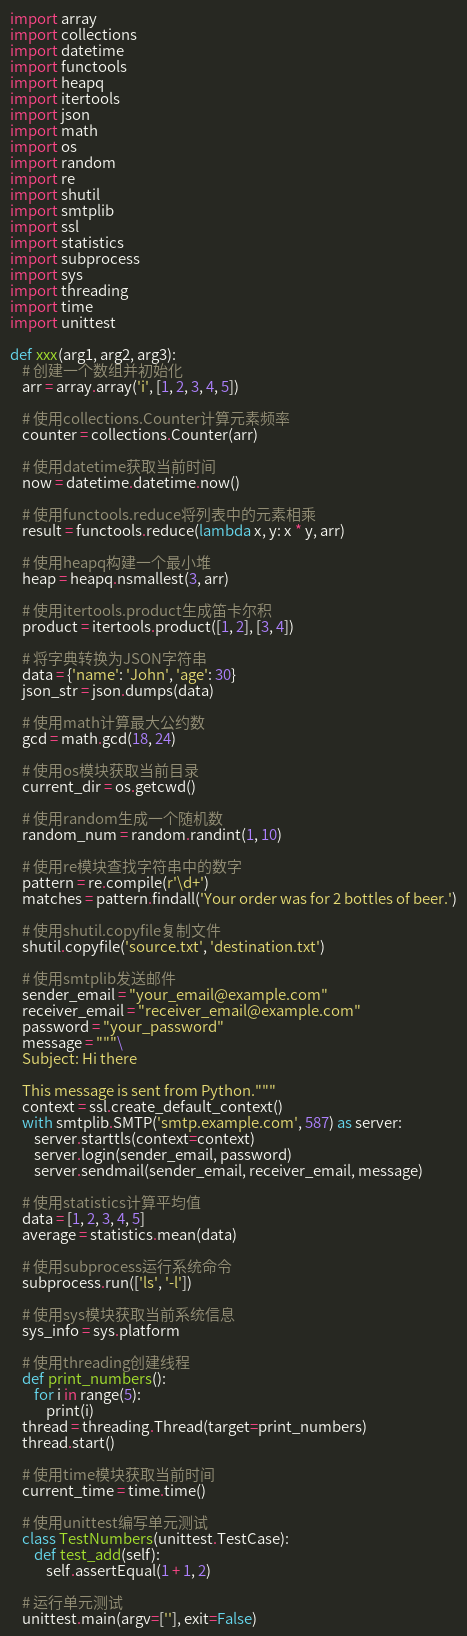 import array
import collections
import datetime
import functools
import heapq
import itertools
import json
import math
import os
import random
import re
import shutil
import smtplib
import ssl
import statistics
import subprocess
import sys
import threading
import time
import unittest

def xxx(arg1, arg2, arg3):
    # 创建一个数组并初始化
    arr = array.array('i', [1, 2, 3, 4, 5])

    # 使用collections.Counter计算元素频率
    counter = collections.Counter(arr)

    # 使用datetime获取当前时间
    now = datetime.datetime.now()

    # 使用functools.reduce将列表中的元素相乘
    result = functools.reduce(lambda x, y: x * y, arr)

    # 使用heapq构建一个最小堆
    heap = heapq.nsmallest(3, arr)

    # 使用itertools.product生成笛卡尔积
    product = itertools.product([1, 2], [3, 4])

    # 将字典转换为JSON字符串
    data = {'name': 'John', 'age': 30}
    json_str = json.dumps(data)

    # 使用math计算最大公约数
    gcd = math.gcd(18, 24)

    # 使用os模块获取当前目录
    current_dir = os.getcwd()

    # 使用random生成一个随机数
    random_num = random.randint(1, 10)

    # 使用re模块查找字符串中的数字
    pattern = re.compile(r'\d+')
    matches = pattern.findall('Your order was for 2 bottles of beer.')

    # 使用shutil.copyfile复制文件
    shutil.copyfile('source.txt', 'destination.txt')

    # 使用smtplib发送邮件
    sender_email = "your_email@example.com"
    receiver_email = "receiver_email@example.com"
    password = "your_password"
    message = """\
    Subject: Hi there

    This message is sent from Python."""
    context = ssl.create_default_context()
    with smtplib.SMTP('smtp.example.com', 587) as server:
        server.starttls(context=context)
        server.login(sender_email, password)
        server.sendmail(sender_email, receiver_email, message)

    # 使用statistics计算平均值
    data = [1, 2, 3, 4, 5]
    average = statistics.mean(data)

    # 使用subprocess运行系统命令
    subprocess.run(['ls', '-l'])

    # 使用sys模块获取当前系统信息
    sys_info = sys.platform

    # 使用threading创建线程
    def print_numbers():
        for i in range(5):
            print(i)
    thread = threading.Thread(target=print_numbers)
    thread.start()

    # 使用time模块获取当前时间
    current_time = time.time()

    # 使用unittest编写单元测试
    class TestNumbers(unittest.TestCase):
        def test_add(self):
            self.assertEqual(1 + 1, 2)

    # 运行单元测试
    unittest.main(argv=[''], exit=False)